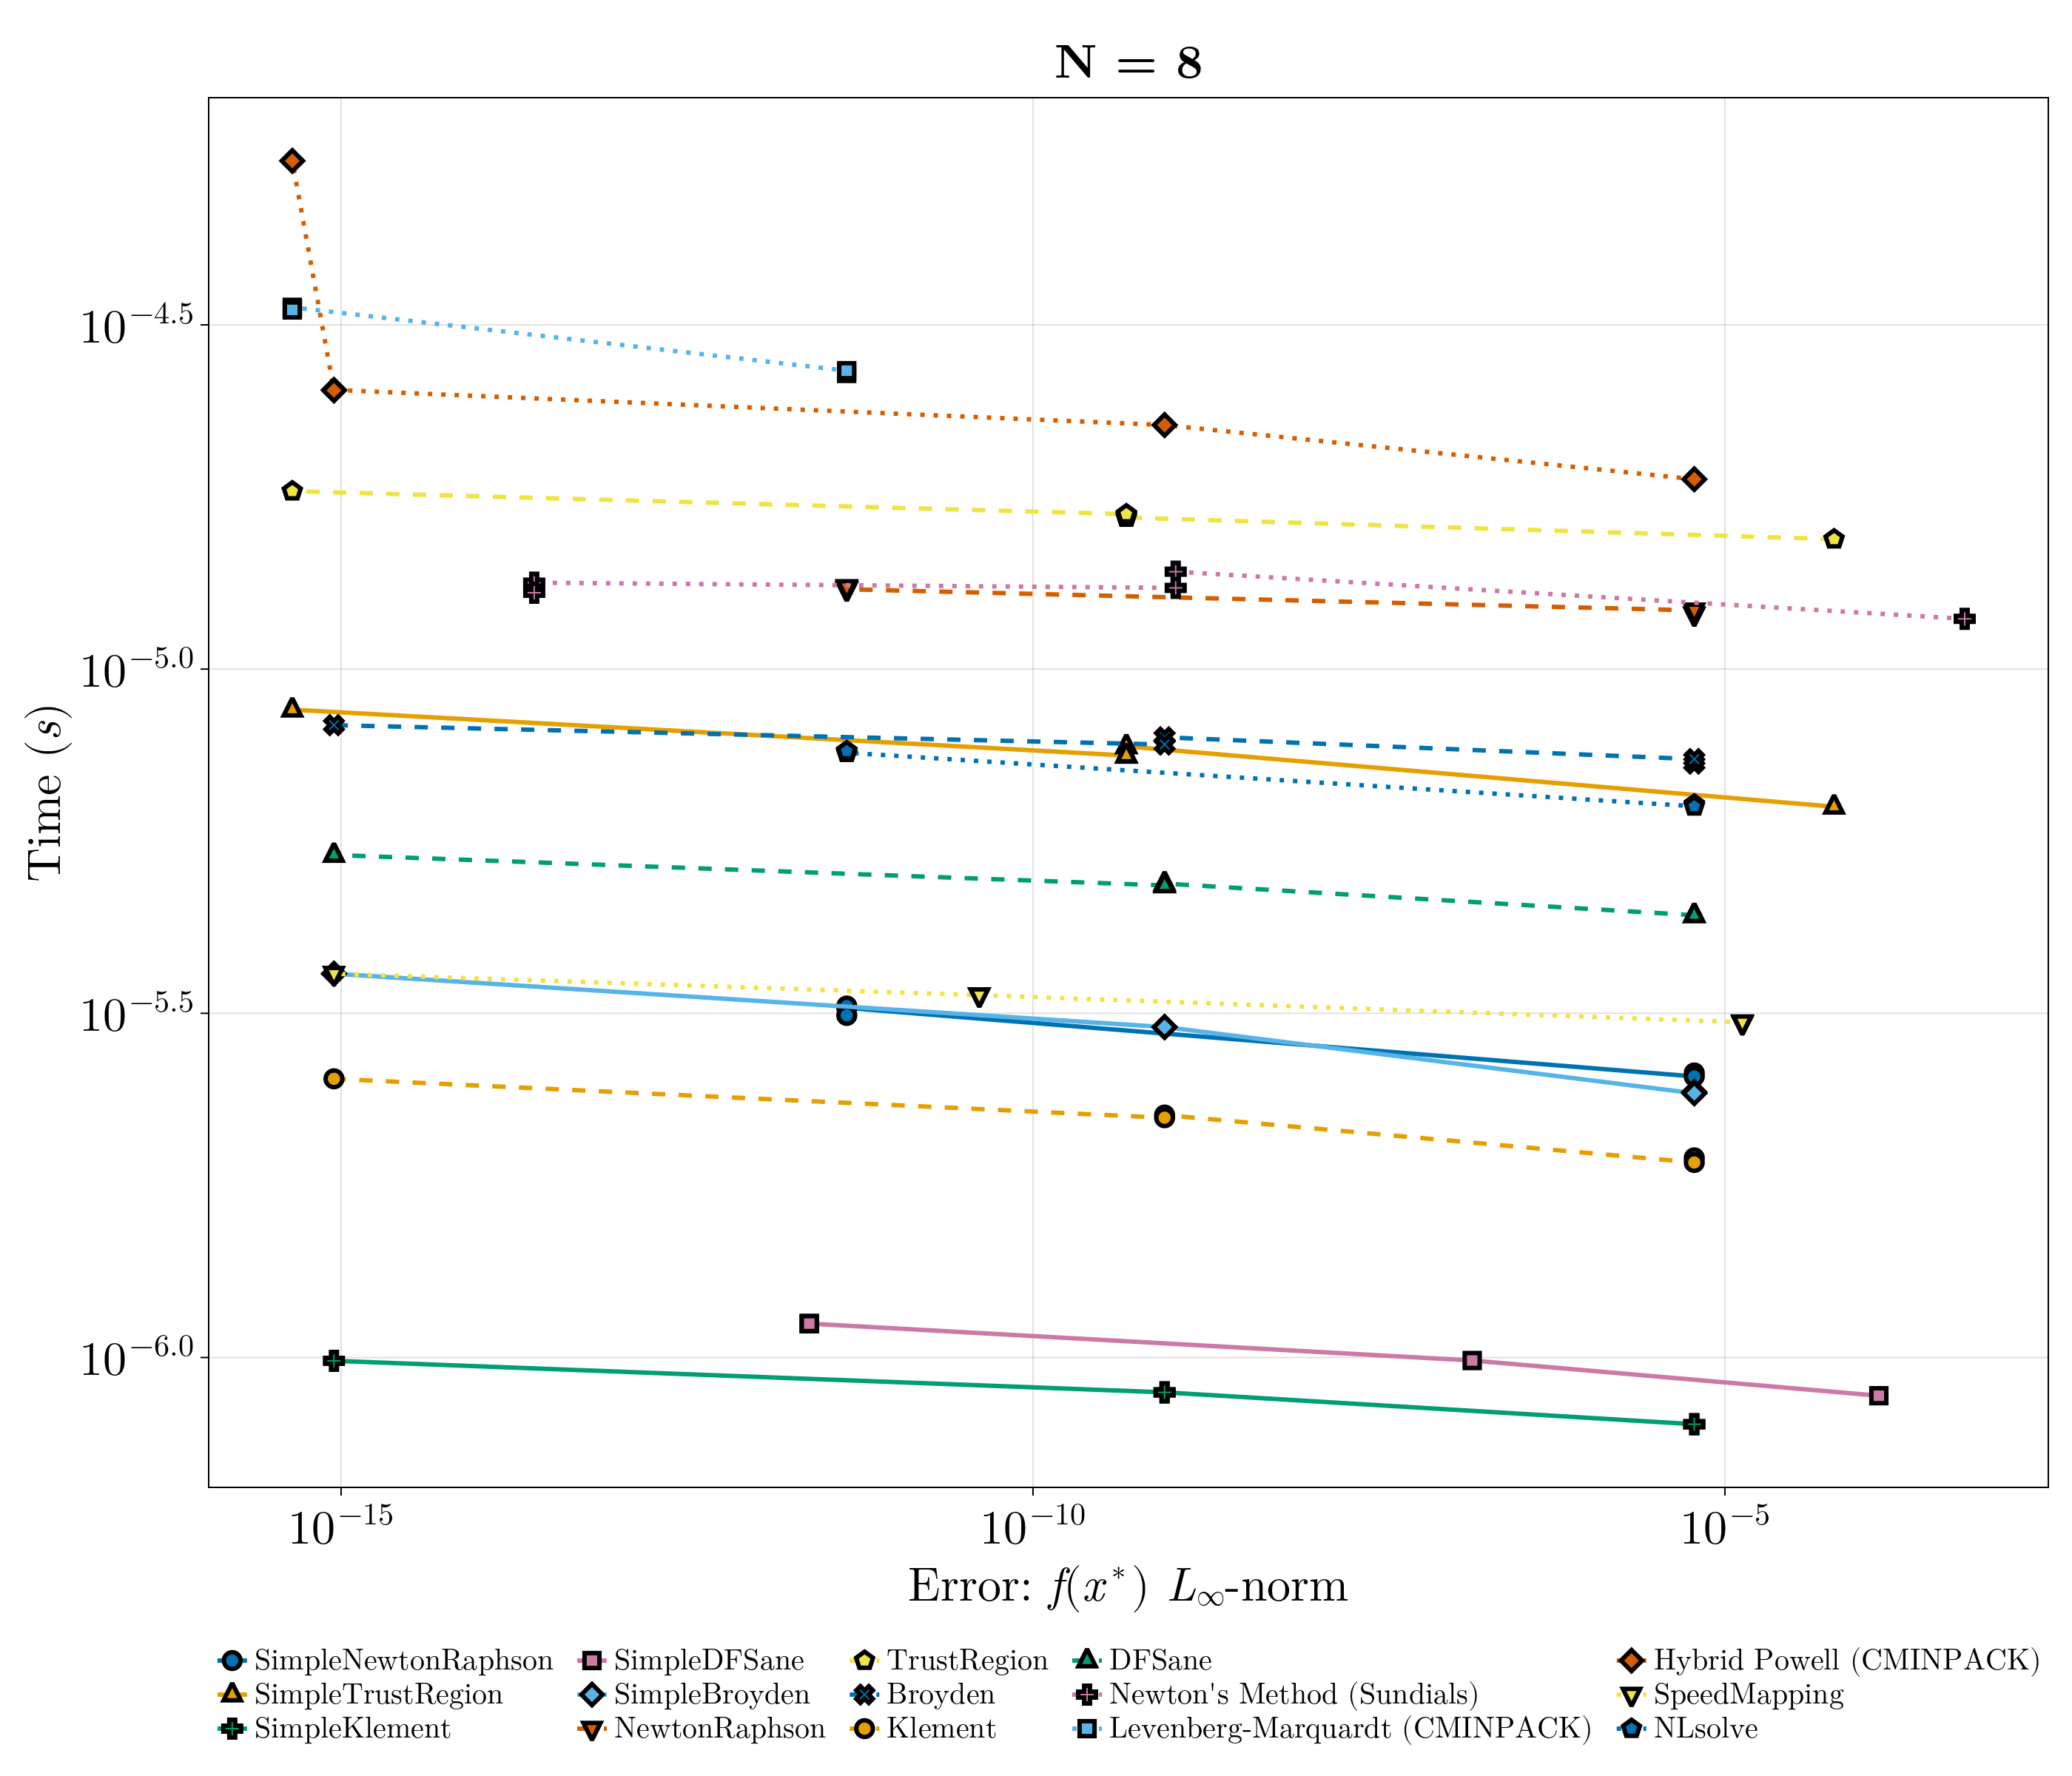 N = 8
10^−4.5
10^−5.0
10^−5.5
10^−6.0
Time (s)
10^−15 10^−10 10^−5
Error: f(x*) L∞-norm
SimpleNewtonRaphson SimpleDFSane TrustRegion DFSane Hybrid Powell (CMINPACK)
SimpleTrustRegion SimpleBroyden Broyden Newton's Method (Sundials) SpeedMapping
SimpleKlement NewtonRaphson Klement Levenberg-Marquardt (CMINPACK) NLsolve